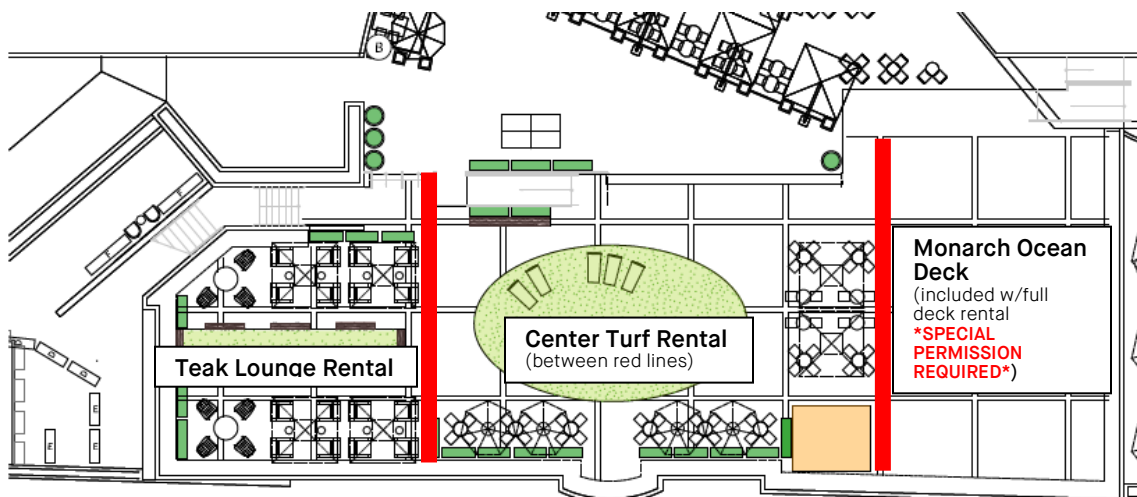 B
F
F
Monarch Ocean
Deck
(included w/full
deck rental
*SPECIAL
PERMISSION
REQUIRED*)
Center Turf Rental
(between red lines)
Teak Lounge Rental
E
E
E